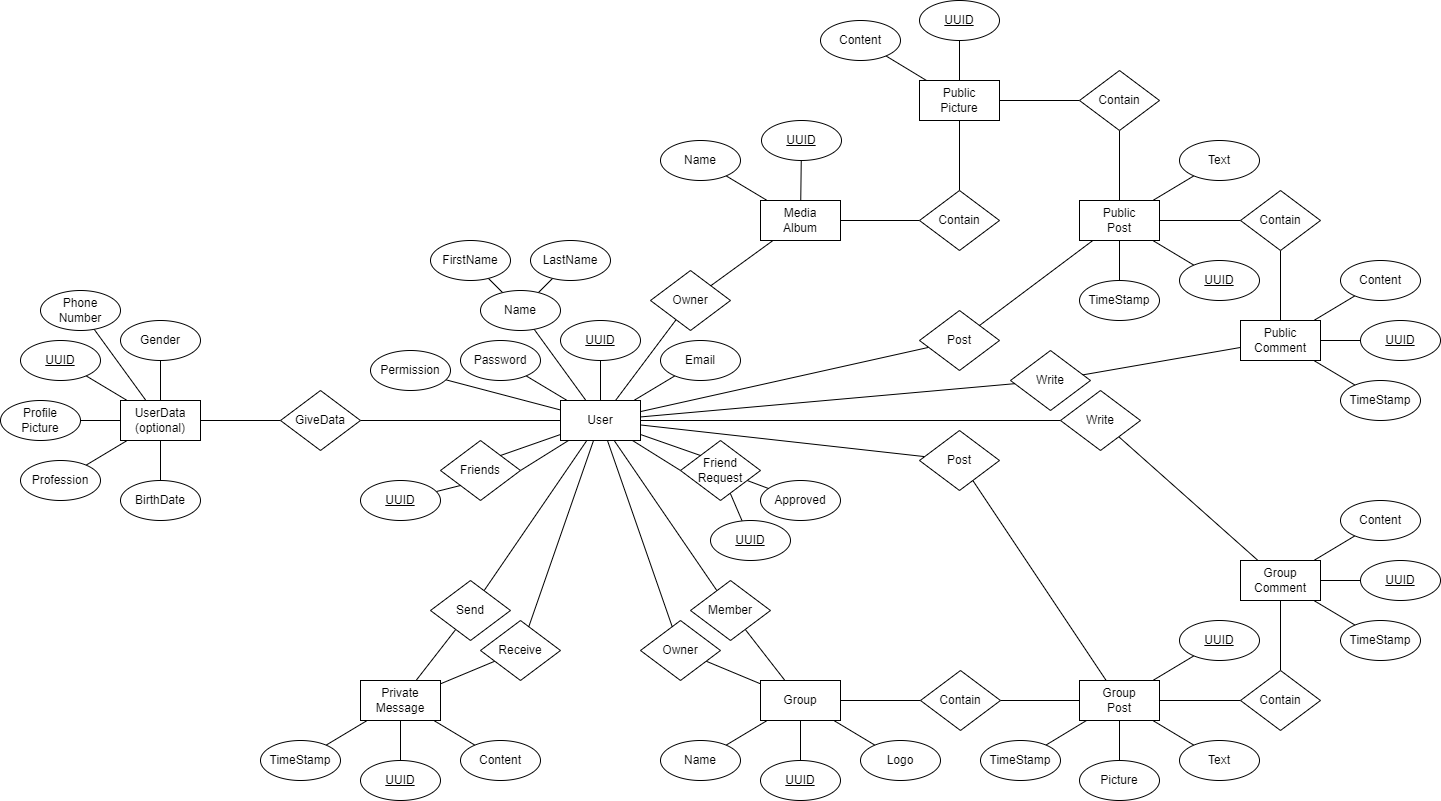 UUID
Content
Public
Picture
Contain
UUID
Name
Text
Media
Album
Contain
Public
Post
Contain
FirstName
LastName
UUID
Content
TimeStamp
Owner
Phone
Number
Name
Gender
UUID
Post
Public
Comment
UUID
UUID
Password
Email
Permission
Write
TimeStamp
Profile
Picture
UserData
(optional)
GiveData
User
Write
Friends
Friend
Request
Post
Profession
BirthDate
UUID
Approved
Content
UUID
Group
Comment
UUID
Send
Member
Receive
Owner
UUID
TimeStamp
Private
Message
Group
Contain
Group
Post
Contain
TimeStamp
Content
Name
Logo
TimeStamp
Text
UUID
UUID
Picture